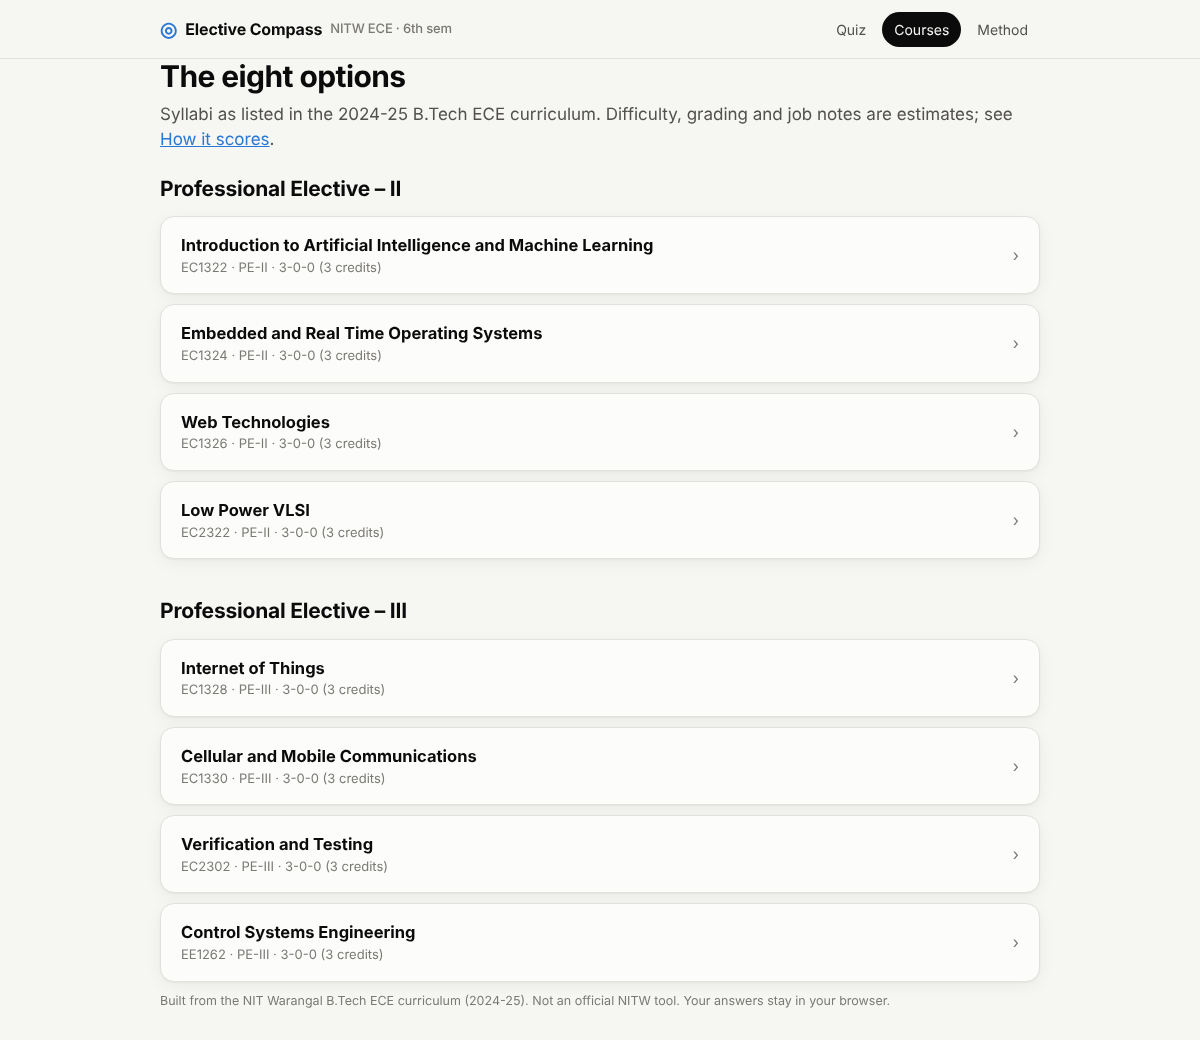 Elective Compass NITW ECE · 6th sem
Quiz Courses Method
The eight options
Syllabi as listed in the 2024-25 B.Tech ECE curriculum. Difficulty, grading and job notes are estimates; see
How it scores.
Professional Elective – II
Introduction to Artificial Intelligence and Machine Learning
EC1322 · PE-II · 3-0-0 (3 credits)
Embedded and Real Time Operating Systems
EC1324 · PE-II · 3-0-0 (3 credits)
Web Technologies
EC1326 · PE-II · 3-0-0 (3 credits)
Low Power VLSI
EC2322 · PE-II · 3-0-0 (3 credits)
Professional Elective – III
Internet of Things
EC1328 · PE-III · 3-0-0 (3 credits)
Cellular and Mobile Communications
EC1330 · PE-III · 3-0-0 (3 credits)
Verification and Testing
EC2302 · PE-III · 3-0-0 (3 credits)
Control Systems Engineering
EE1262 · PE-III · 3-0-0 (3 credits)
Built from the NIT Warangal B.Tech ECE curriculum (2024-25). Not an official NITW tool. Your answers stay in your browser.